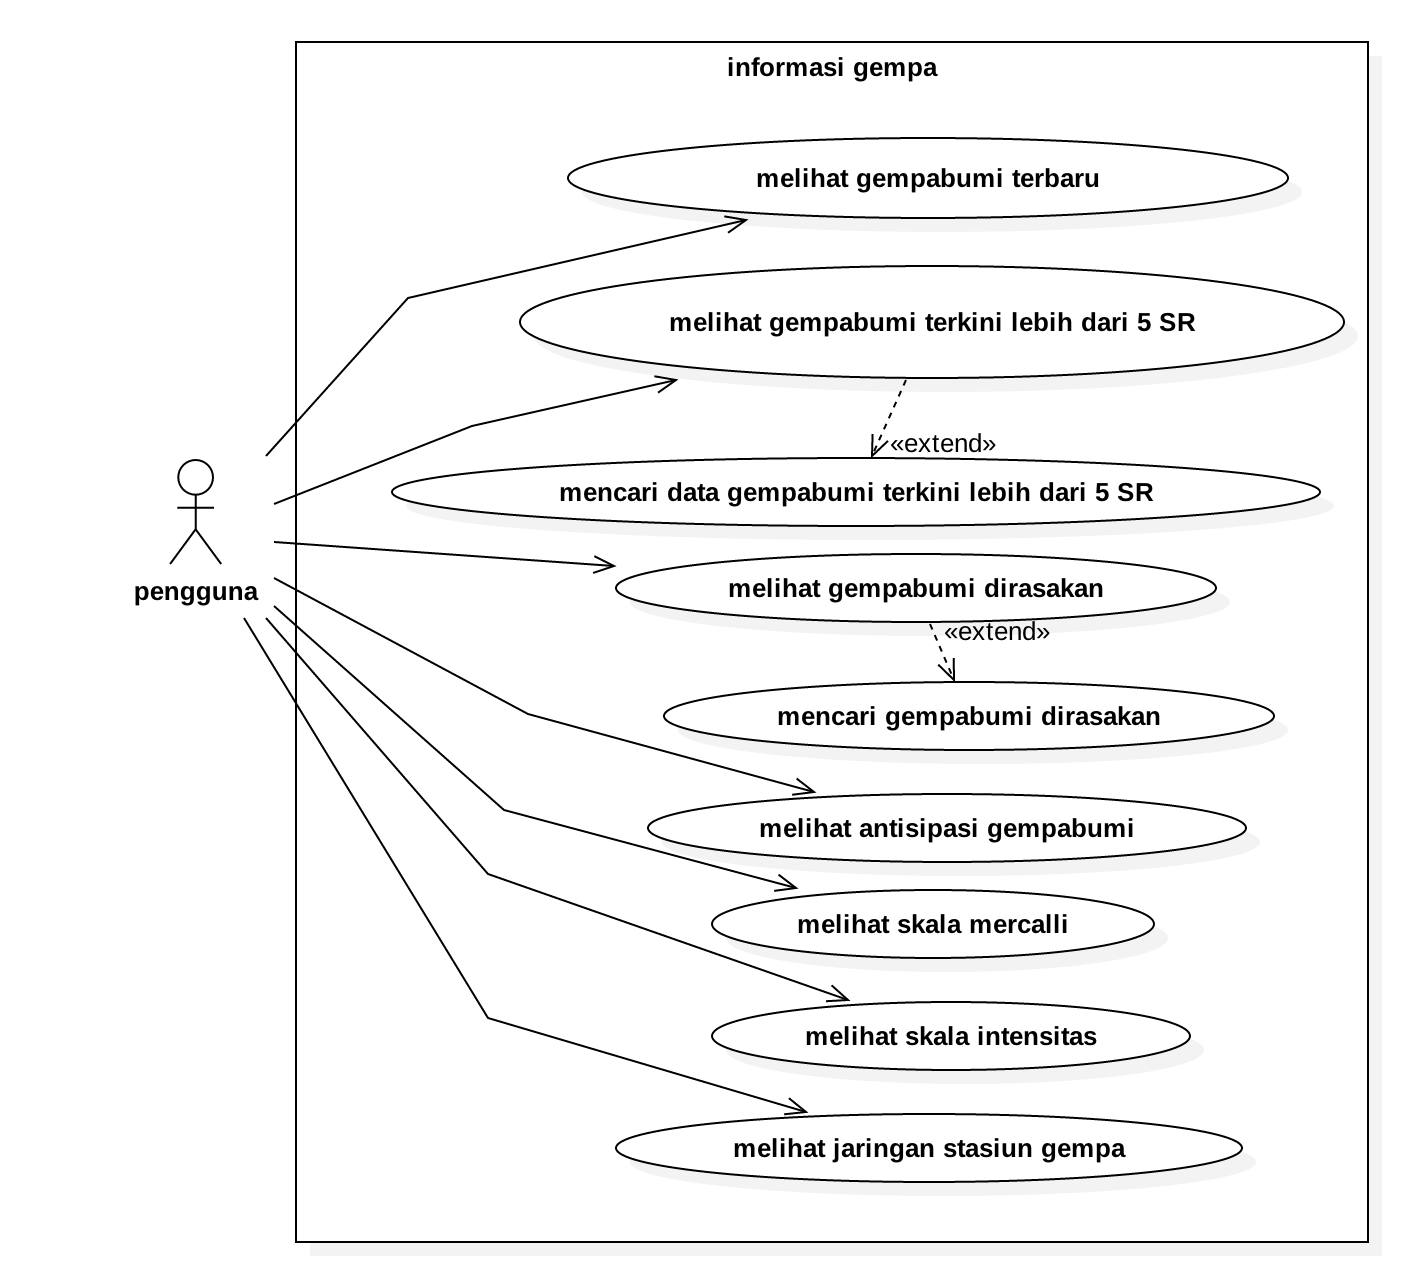 informasi gempa
melihat gempabumi terbaru
melihat gempabumi terkini lebih dari 5 SR
«extend»
mencari data gempabumi terkini lebih dari 5 SR
pengguna
melihat gempabumi dirasakan
«extend»
mencari gempabumi dirasakan
melihat antisipasi gempabumi
melihat skala mercalli
melihat skala intensitas
melihat jaringan stasiun gempa